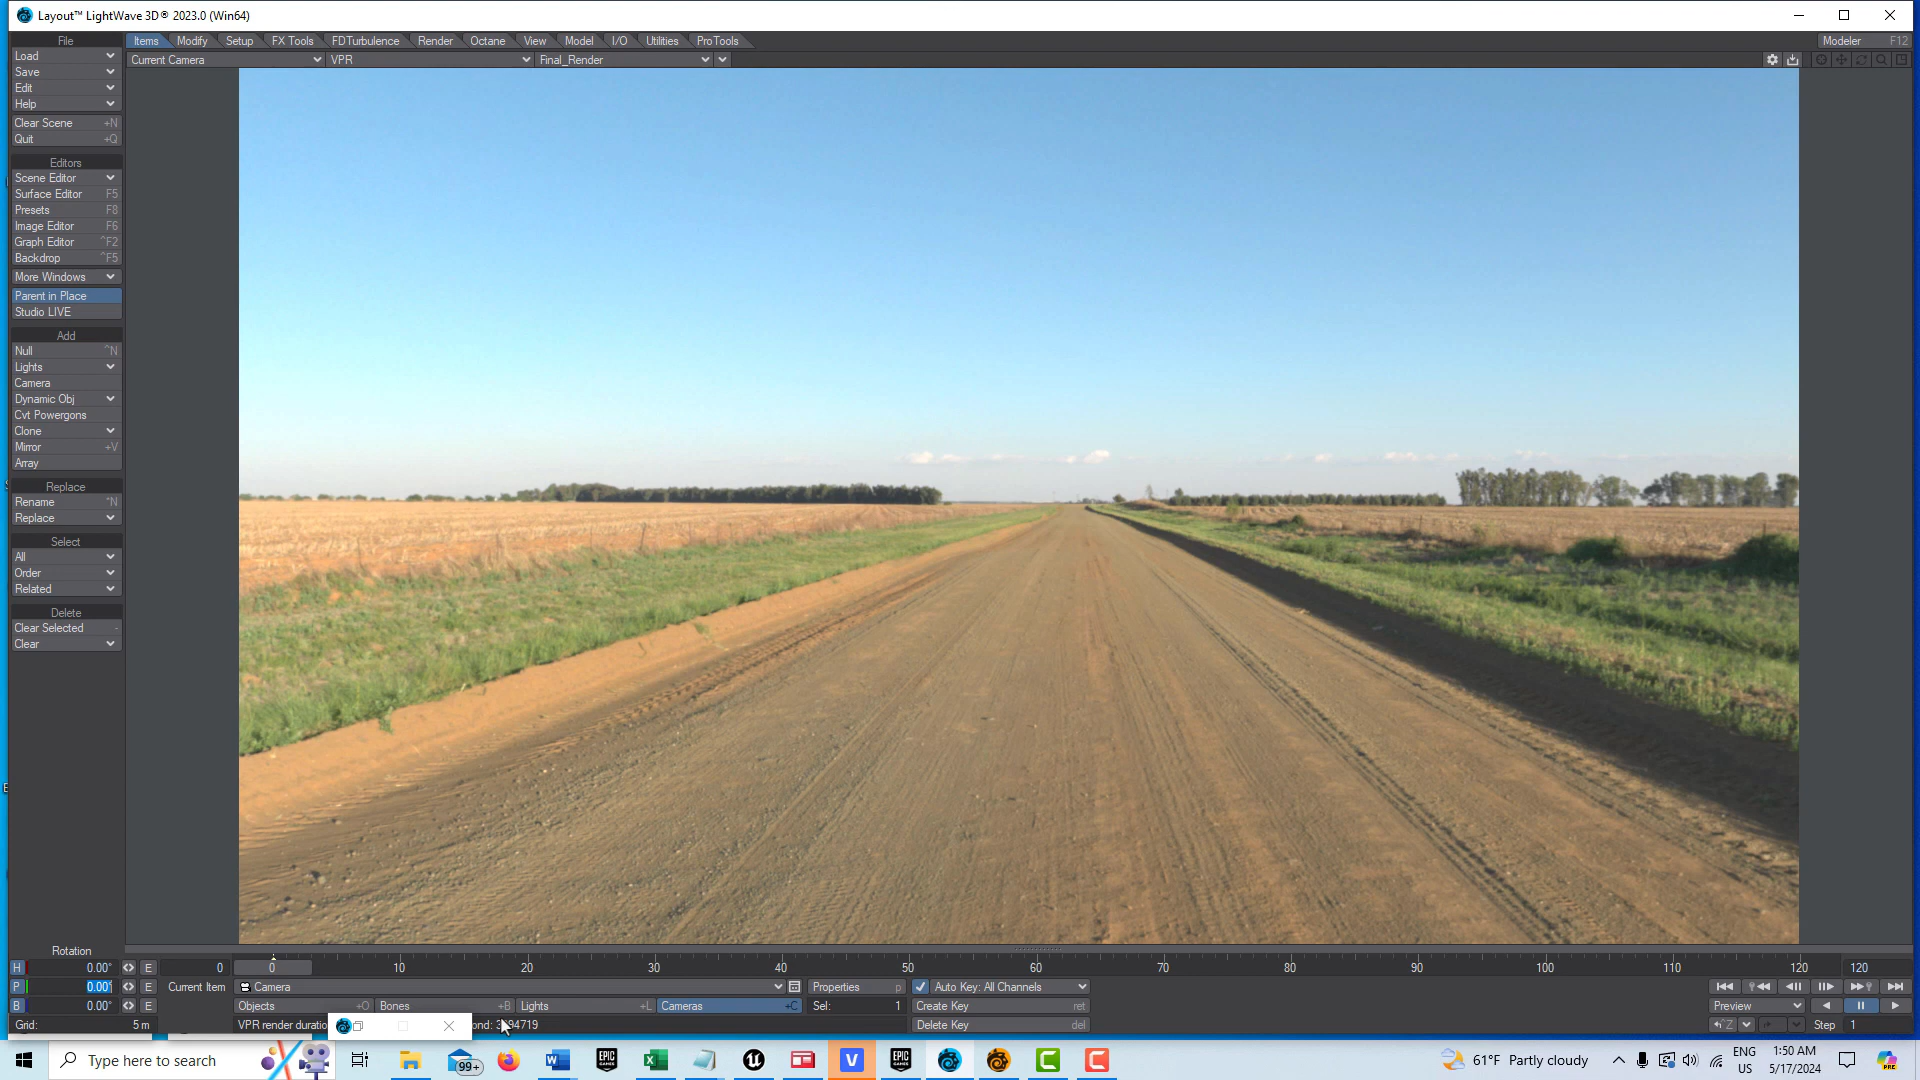 Layout™ LightWave 3D® 2023.0 (Win64)
File
Items Modify Setup FX Tools FDTurbulence Render Octane View Model I/O Utilities ProTools Modeler F12
Load
Current Camera VPR Final_Render
Save
Edit
Help
Clear Scene +N
Quit +Q
Editors
Scene Editor
Surface Editor F5
Presets F8
Image Editor F6
Graph Editor ^F2
Backdrop ^F5
More Windows
Parent in Place
Studio LIVE
Add
Null ^N
Lights
Camera
Dynamic Obj
Cvt Powergons
Clone
Mirror +V
Array
Replace
Rename *N
Replace
Select
All
Order
Related
Delete
Clear Selected -
Clear
Rotation
H 0.00° E 0 0 10 20 30 40 50 60 70 80 90 100 110 120 120
P 0.00° E Current Item Camera Properties p Auto Key: All Channels
B 0.00° E Objects +O Bones +B Lights +L Cameras +C Sel: 1 Create Key ret Preview
Grid: 5 m VPR render duratio Delete Key del Step 1
Type here to search 99+ 61°F Partly cloudy ENG US 1:50 AM 5/17/2024